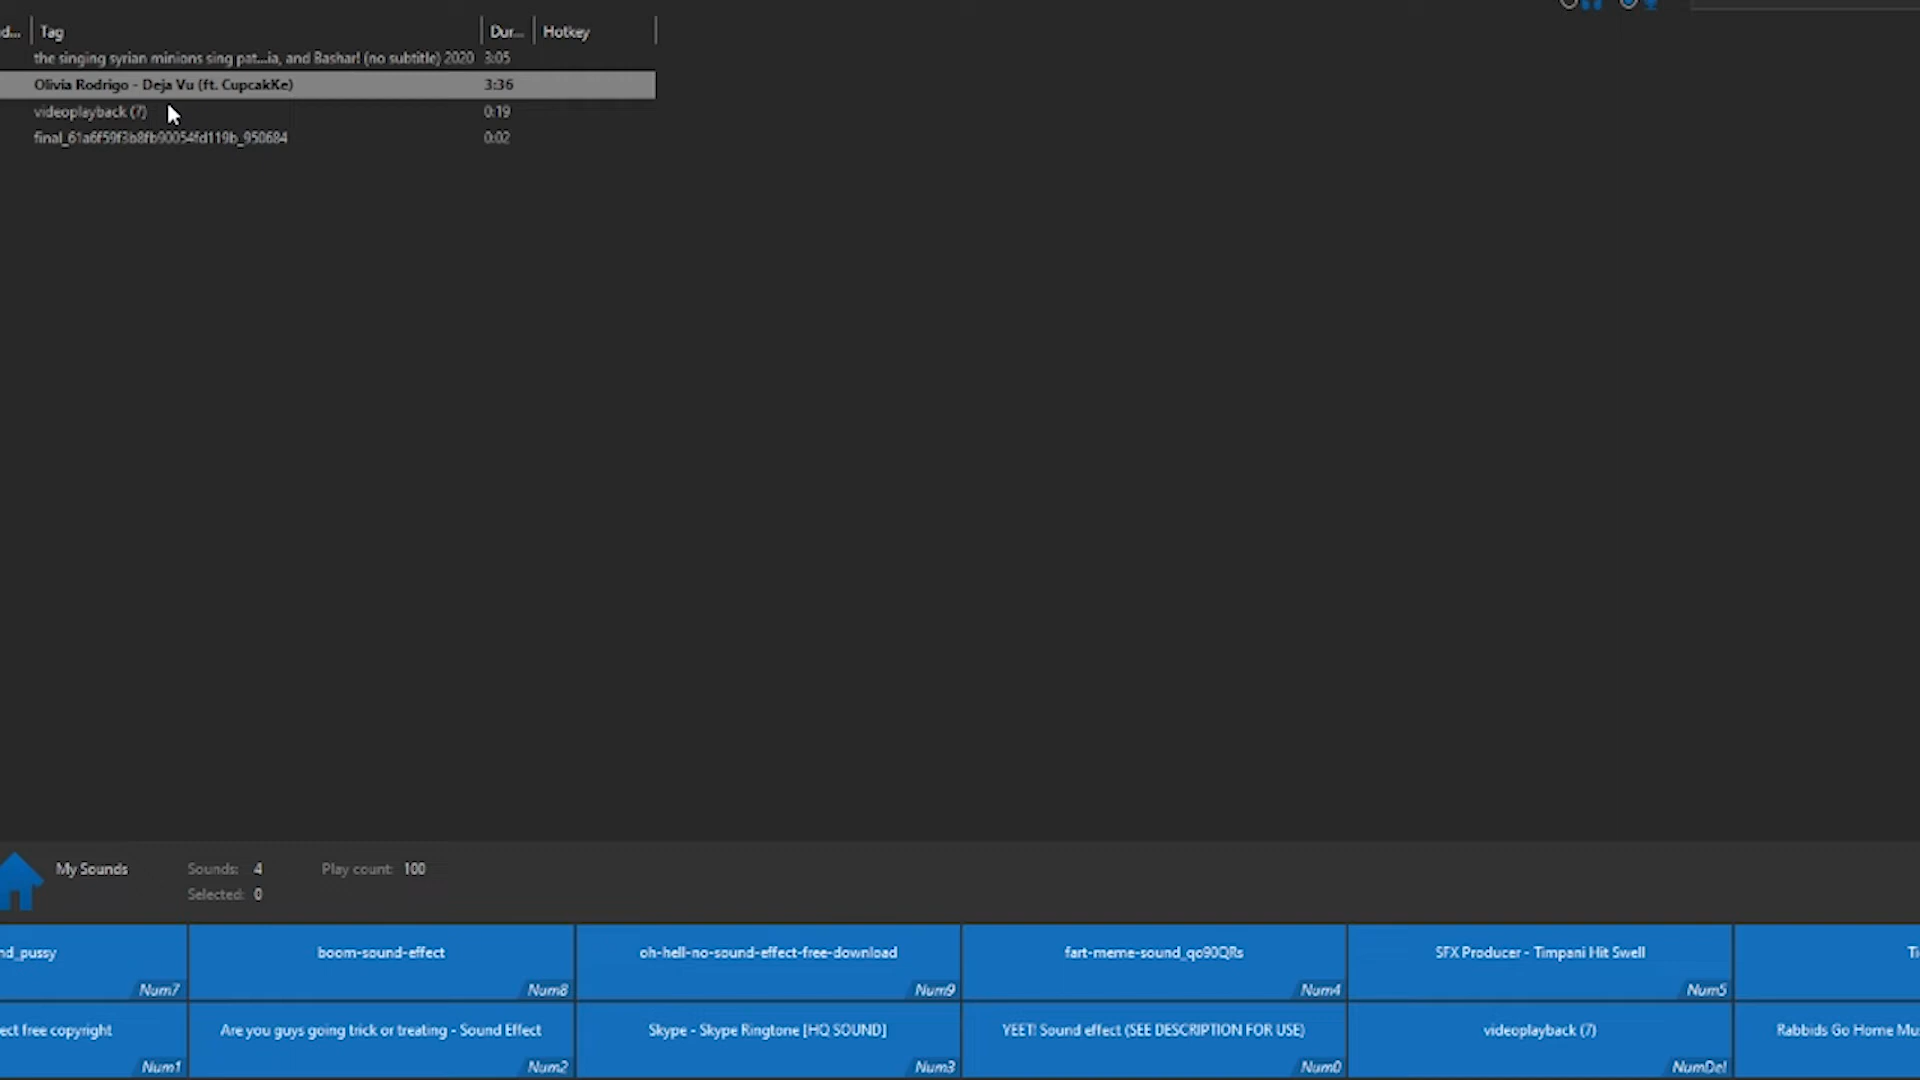 d... Tag Dur... Hotkey
the singing syrian minions sing pat...ia, and Bashar! (no subtitle) 2020 3:05
Olivia Rodrigo - Deja Vu (ft. CupcakKe) 3:36
videoplayback (7) 0:19
final_61a6f59f3b8fb90054fd119b_950684 0:02
My Sounds Sounds: 4 Play count: 100
Selected: 0
nd_pussy boom-sound-effect oh-hell-no-sound-effect-free-download fart-meme-sound_qo90QRs SFX Producer - Timpani Hit Swell Ti
Num7 Num8 Num9 Num4 Num5
ect free copyright Are you guys going trick or treating - Sound Effect Skype - Skype Ringtone [HQ SOUND] YEET! Sound effect (SEE DESCRIPTION FOR USE) videoplayback (7) Rabbids Go Home Mus
Num1 Num2 Num3 Num0 NumDel